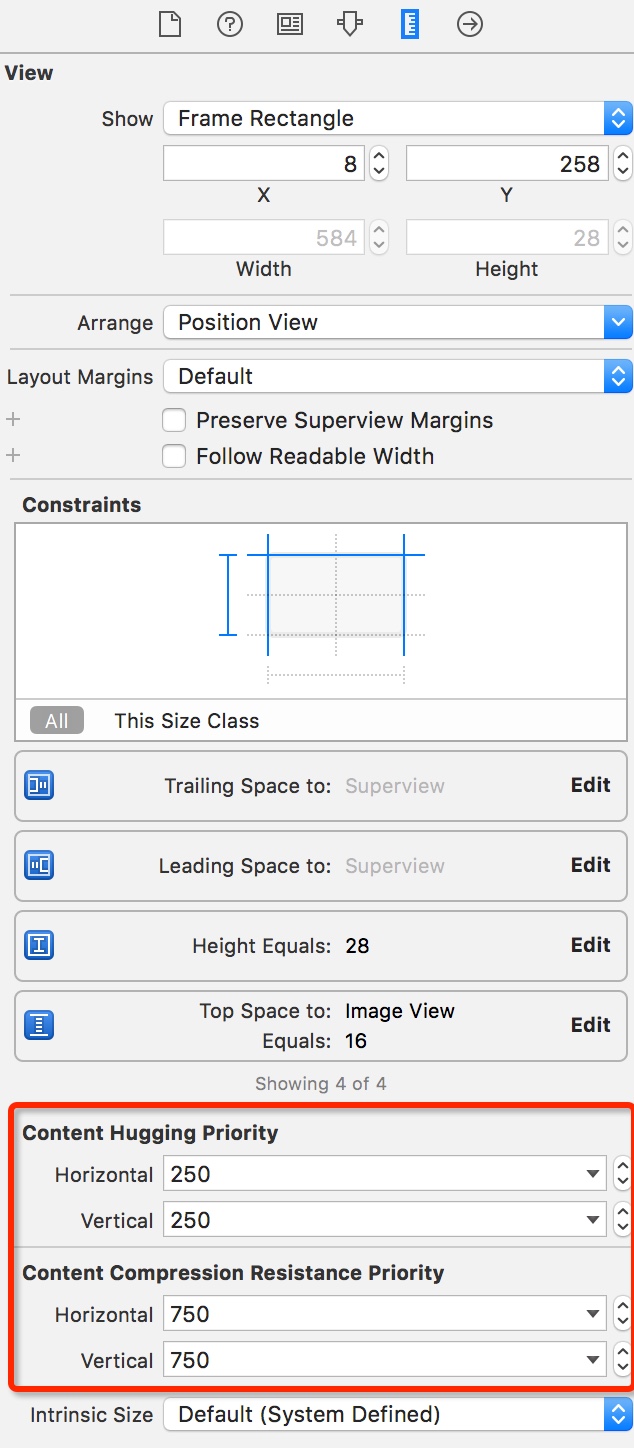 View
Show Frame Rectangle
8 258
X Y
584 28
Width Height
Arrange Position View
Layout Margins Default
+ Preserve Superview Margins
+ Follow Readable Width
Constraints
All This Size Class
Trailing Space to: Superview Edit
Leading Space to: Superview Edit
Height Equals: 28 Edit
Top Space to: Image View
Equals: 16 Edit
Showing 4 of 4
Content Hugging Priority
Horizontal 250
Vertical 250
Content Compression Resistance Priority
Horizontal 750
Vertical 750
Intrinsic Size Default (System Defined)